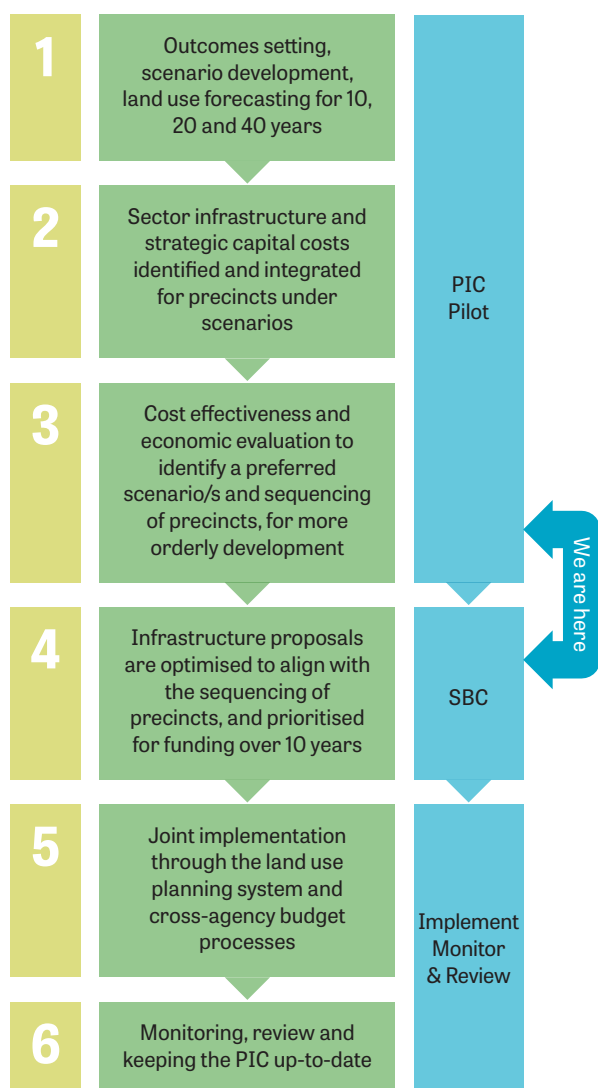 1
Outcomes setting,
scenario development,
land use forecasting for 10,
20 and 40 years
2
Sector infrastructure and
strategic capital costs
identified and integrated
for precincts under
scenarios
PIC
Pilot
3
Cost effectiveness and
economic evaluation to
identify a preferred
scenario/s and sequencing
of precincts, for more
orderly development
We are here
4
Infrastructure proposals
are optimised to align with
the sequencing of
precincts, and prioritised
for funding over 10 years
SBC
5
Joint implementation
through the land use
planning system and
cross-agency budget
processes
Implement
Monitor
& Review
6
Monitoring, review and
keeping the PIC up-to-date